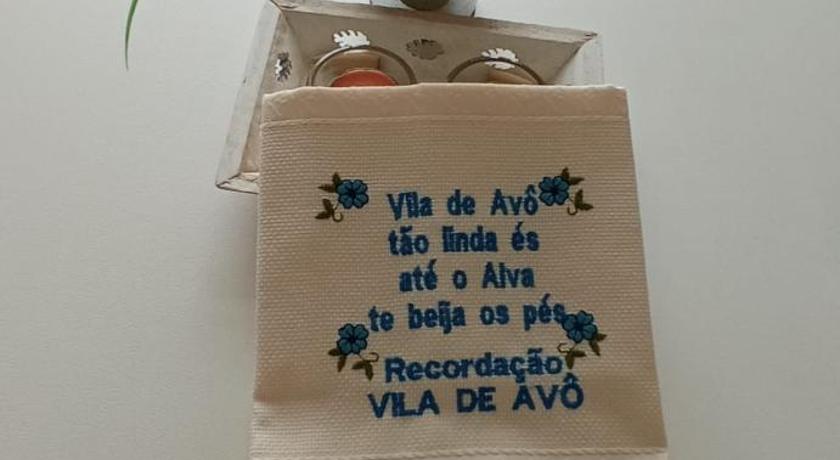 Vila de Avô
tão linda és
até o Alva
te beija os pés
Recordação
VILA DE AVÔ